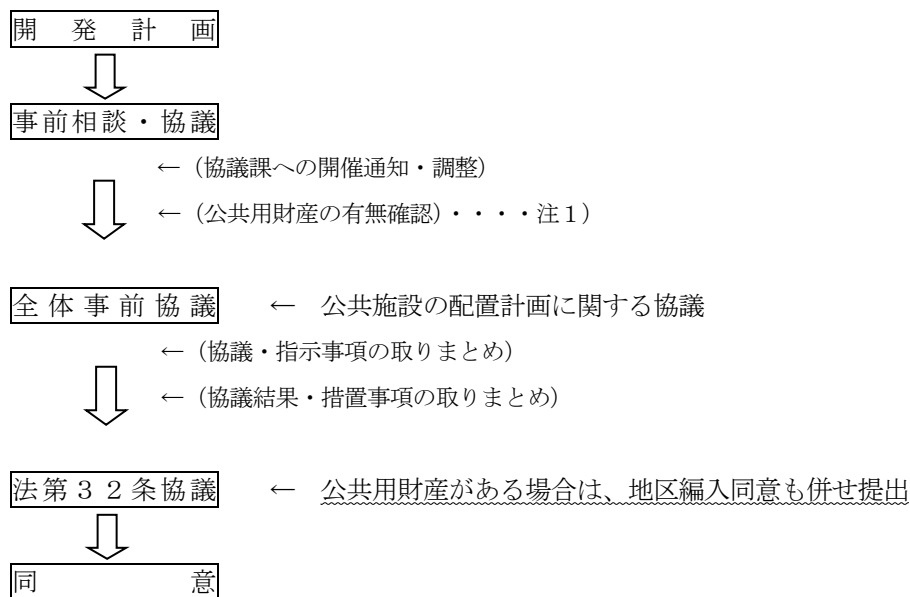 開発計画
事前相談・協議
←（協議課への開催通知・調整）
←（公共用財産の有無確認）・・・・注１）
全体事前協議　←　公共施設の配置計画に関する協議
←（協議・指示事項の取りまとめ）
←（協議結果・措置事項の取りまとめ）
法第３２条協議　←　公共用財産がある場合は、地区編入同意も併せ提出
同意